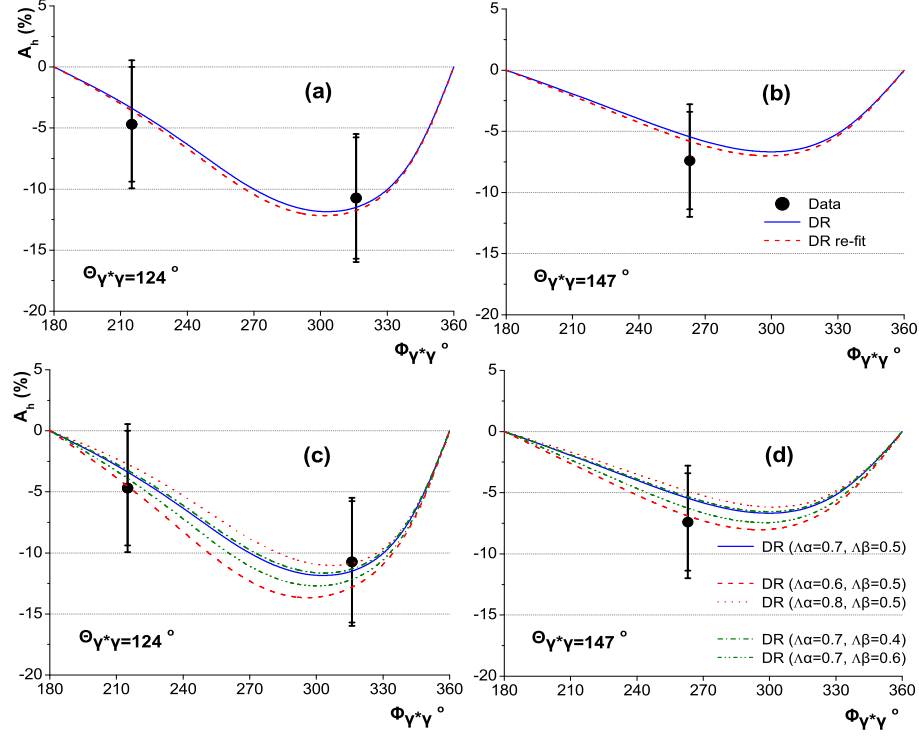 A_h (%)
5
0
-5
-10
-15
-20
(a)
Θγ*γ=124 °
180 210 240 270 300 330 360
Φγ*γ °
5
0
-5
-10
-15
-20
(b)
Data
DR
DR re-fit
Θγ*γ=147 °
180 210 240 270 300 330 360
Φγ*γ °
A_h (%)
5
0
-5
-10
-15
-20
(c)
Θγ*γ=124 °
180 210 240 270 300 330 360
Φγ*γ °
5
0
-5
-10
-15
-20
(d)
DR (Λα=0.7, Λβ=0.5)
DR (Λα=0.6, Λβ=0.5)
DR (Λα=0.8, Λβ=0.5)
DR (Λα=0.7, Λβ=0.4)
DR (Λα=0.7, Λβ=0.6)
Θγ*γ=147 °
180 210 240 270 300 330 360
Φγ*γ °